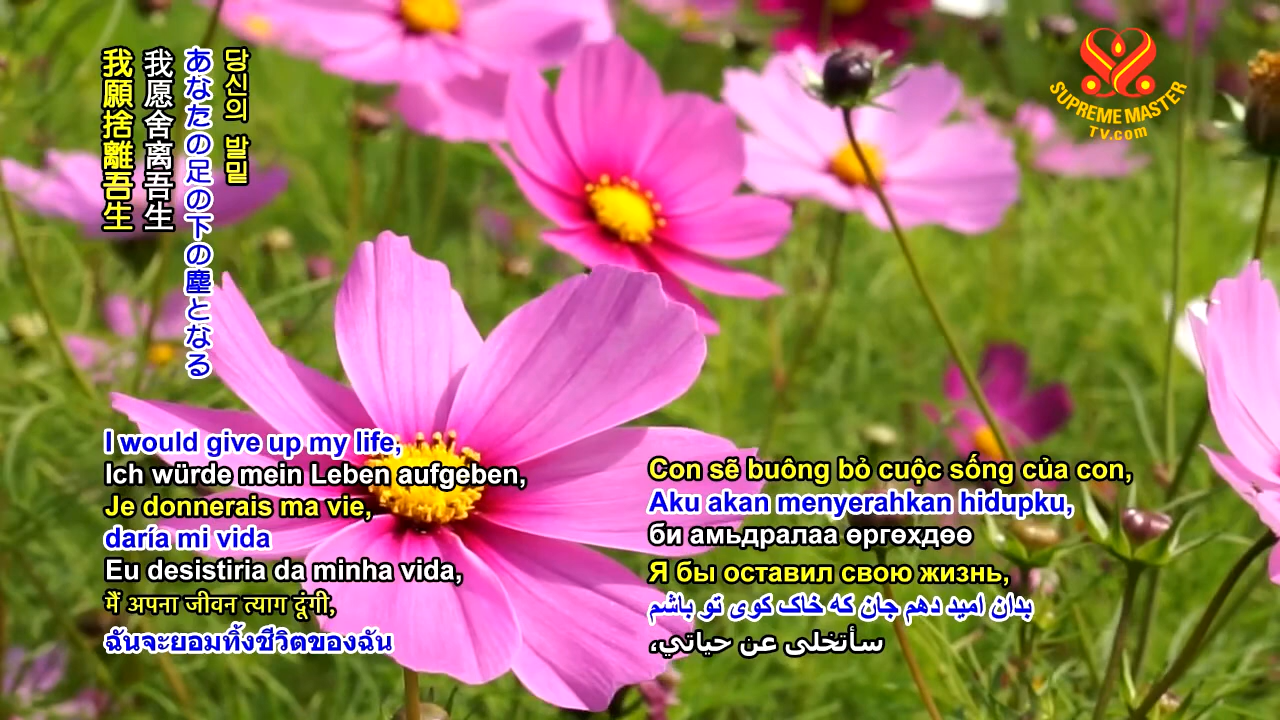 我願捨離吾生
我愿舍离吾生
あなたの足の下の塵となる
당신의 발밑
SUPREME MASTER
TV.com
I would give up my life,
Ich würde mein Leben aufgeben,
Je donnerais ma vie,
daría mi vida
Eu desistiria da minha vida,
मैं अपना जीवन त्याग दूंगी,
ฉันจะยอมทิ้งชีวิตของฉัน
Con sẽ buông bỏ cuộc sống của con,
Aku akan menyerahkan hidupku,
би амьдралаа өргөхдөө
Я бы оставил свою жизнь,
بدان امید دهم جان که خاک کوی تو باشم
سأتخلى عن حياتي،